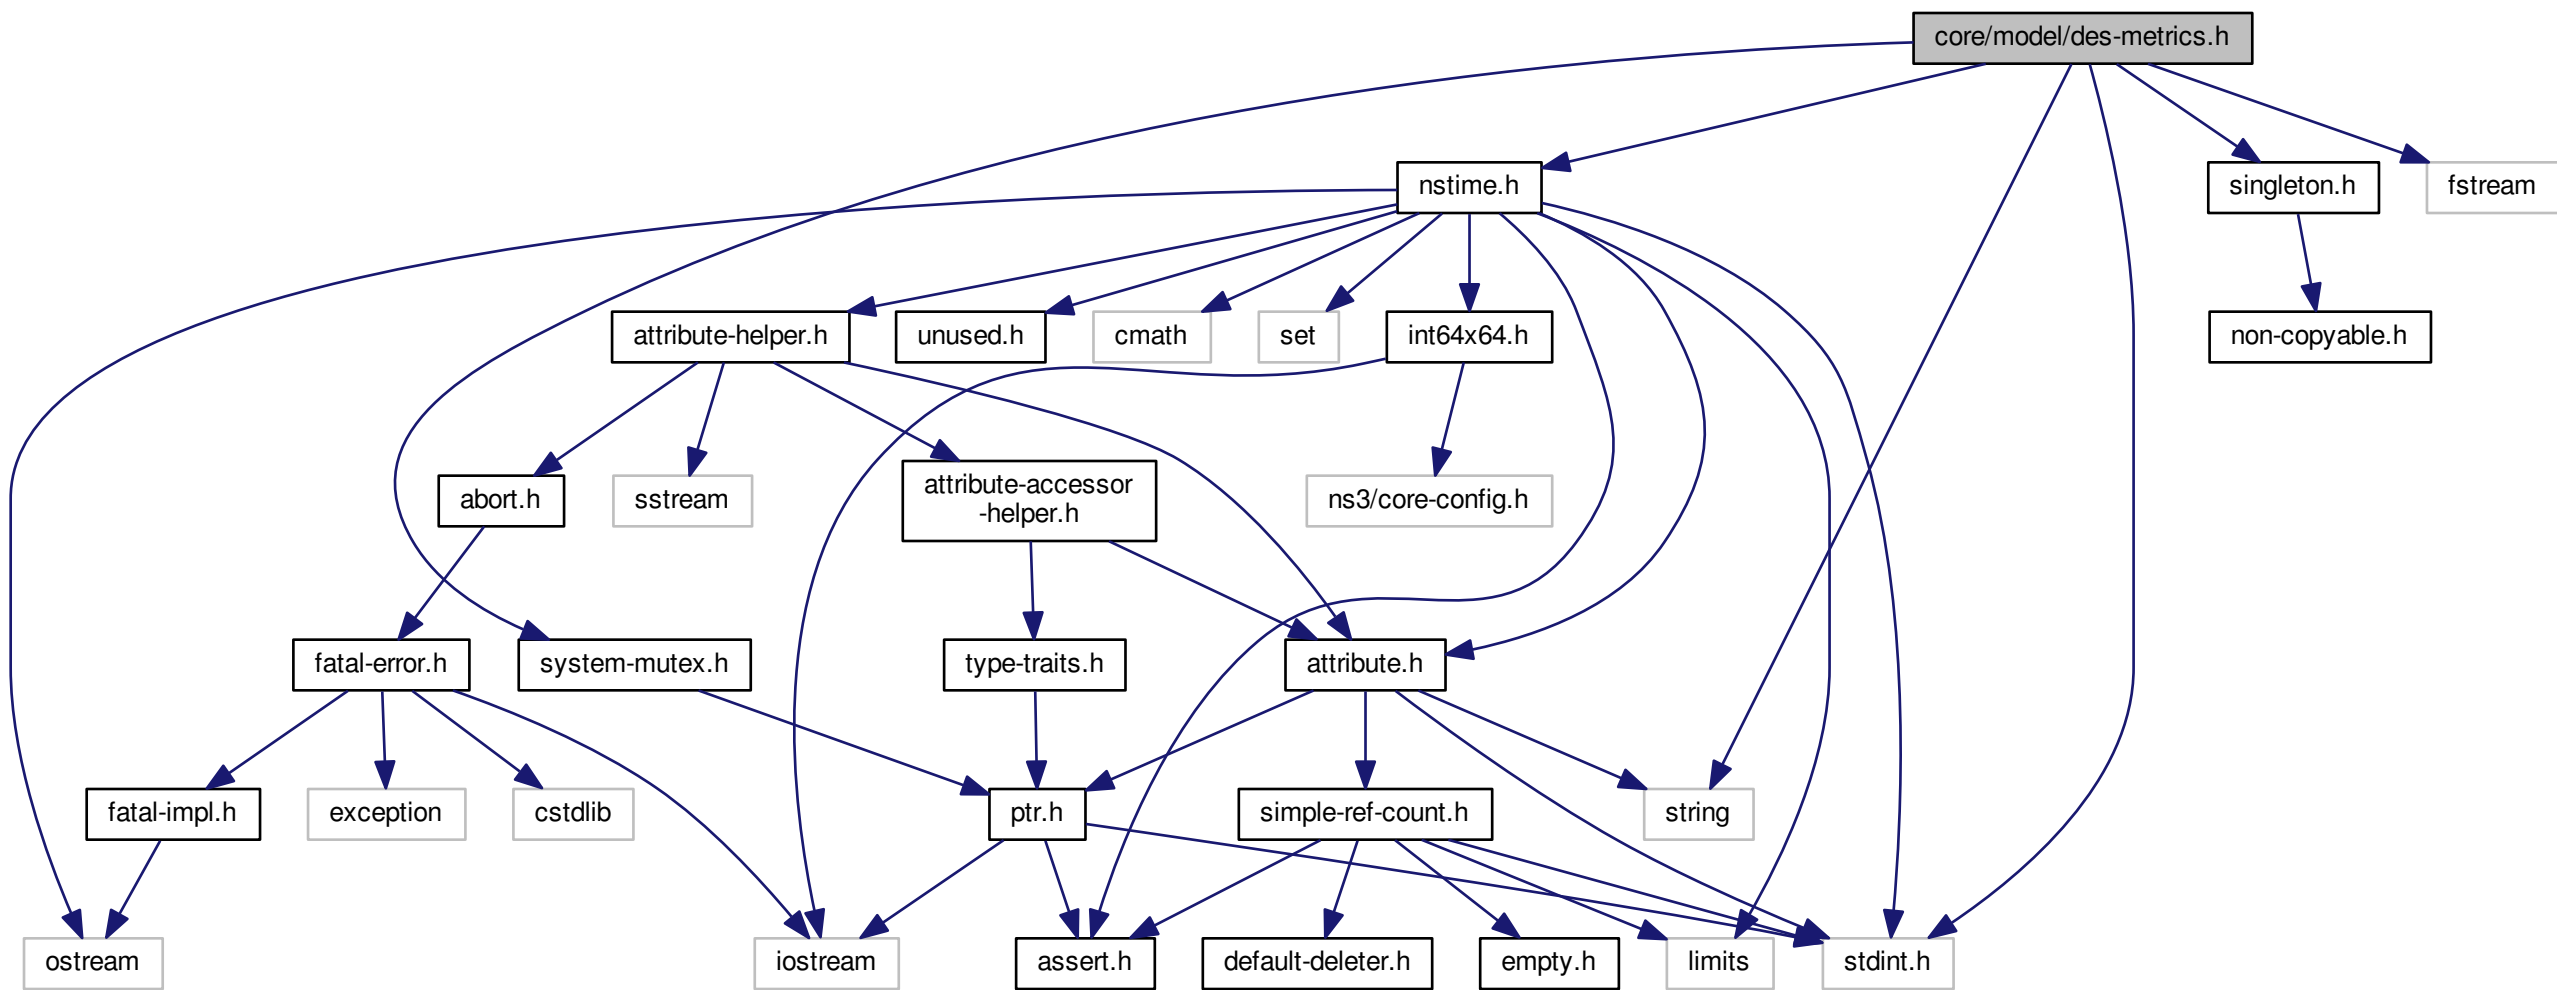 core/model/des-metrics.h
nstime.h
singleton.h
fstream
attribute-helper.h
unused.h
cmath
set
int64x64.h
non-copyable.h
abort.h
sstream
attribute-accessor
-helper.h
ns3/core-config.h
fatal-error.h
system-mutex.h
type-traits.h
attribute.h
fatal-impl.h
exception
cstdlib
ptr.h
simple-ref-count.h
string
ostream
iostream
assert.h
default-deleter.h
empty.h
limits
stdint.h